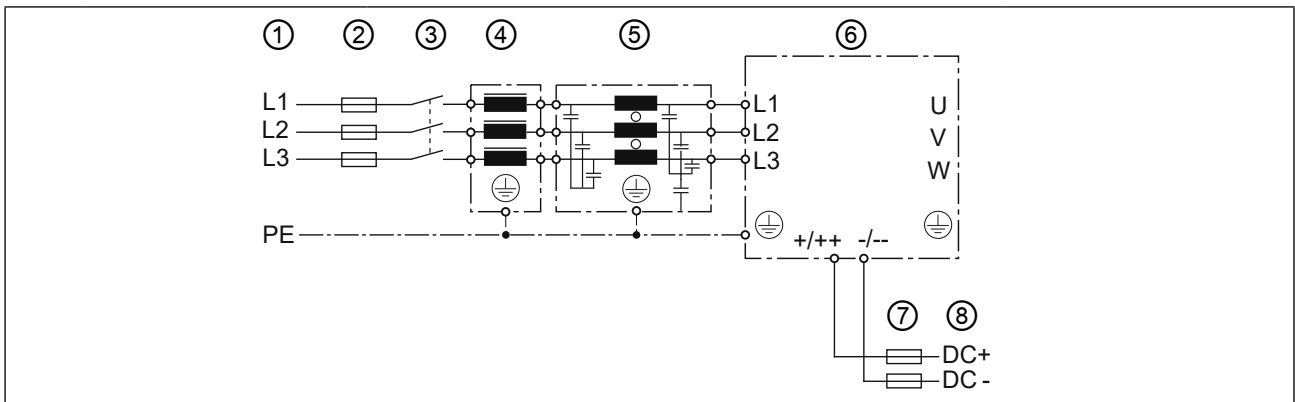 ① ② ③ ④ ⑤ ⑥
L1 L1 U
L2 L2 V
L3 L3 W
PE +/++ -/--
⑦ ⑧
DC+
DC -